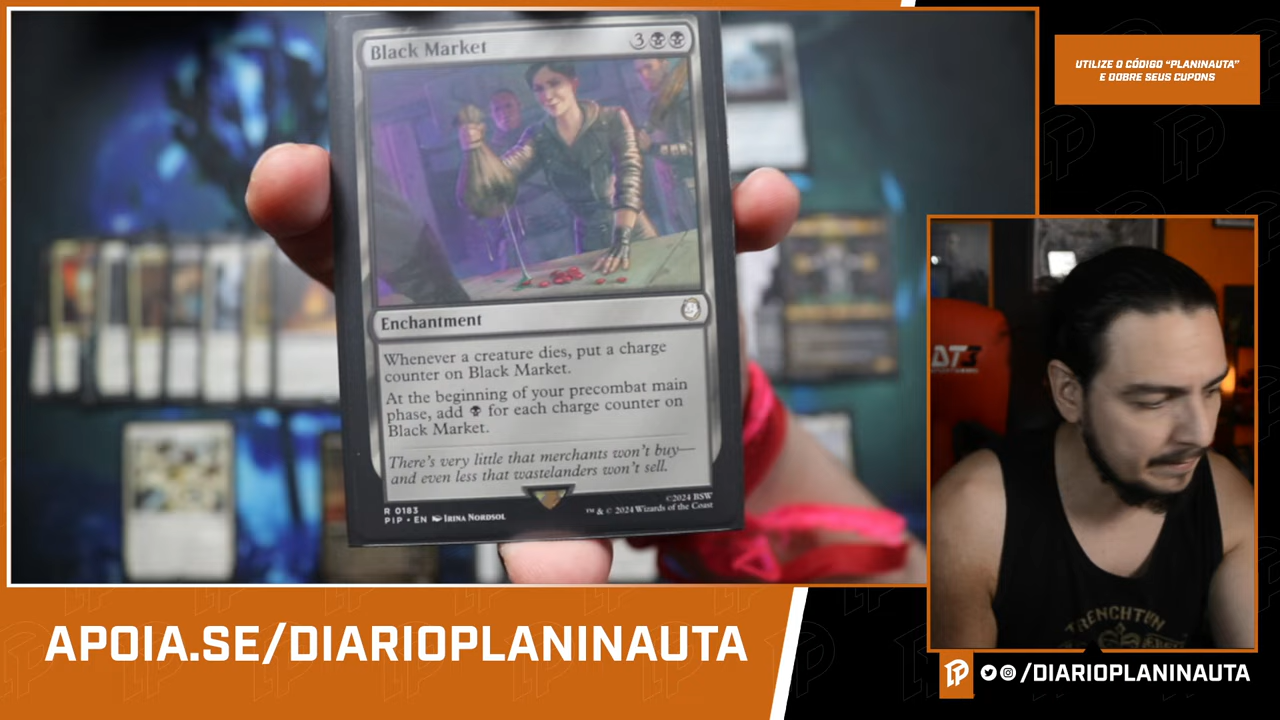 Black Market 3
Enchantment
Whenever a creature dies, put a charge
counter on Black Market.
At the beginning of your precombat main
phase, add for each charge counter on
Black Market.
There's very little that merchants won't buy—
and even less that wastelanders won't sell.
R 0183
PIP • EN IRINA NORDSOL
©2024 BSW
™ & © 2024 Wizards of the Coast
UTILIZE O CÓDIGO "PLANINAUTA"
E DOBRE SEUS CUPONS
DT3
TRENCHTOWN
APOIA.SE/DIARIOPLANINAUTA
/DIARIOPLANINAUTA